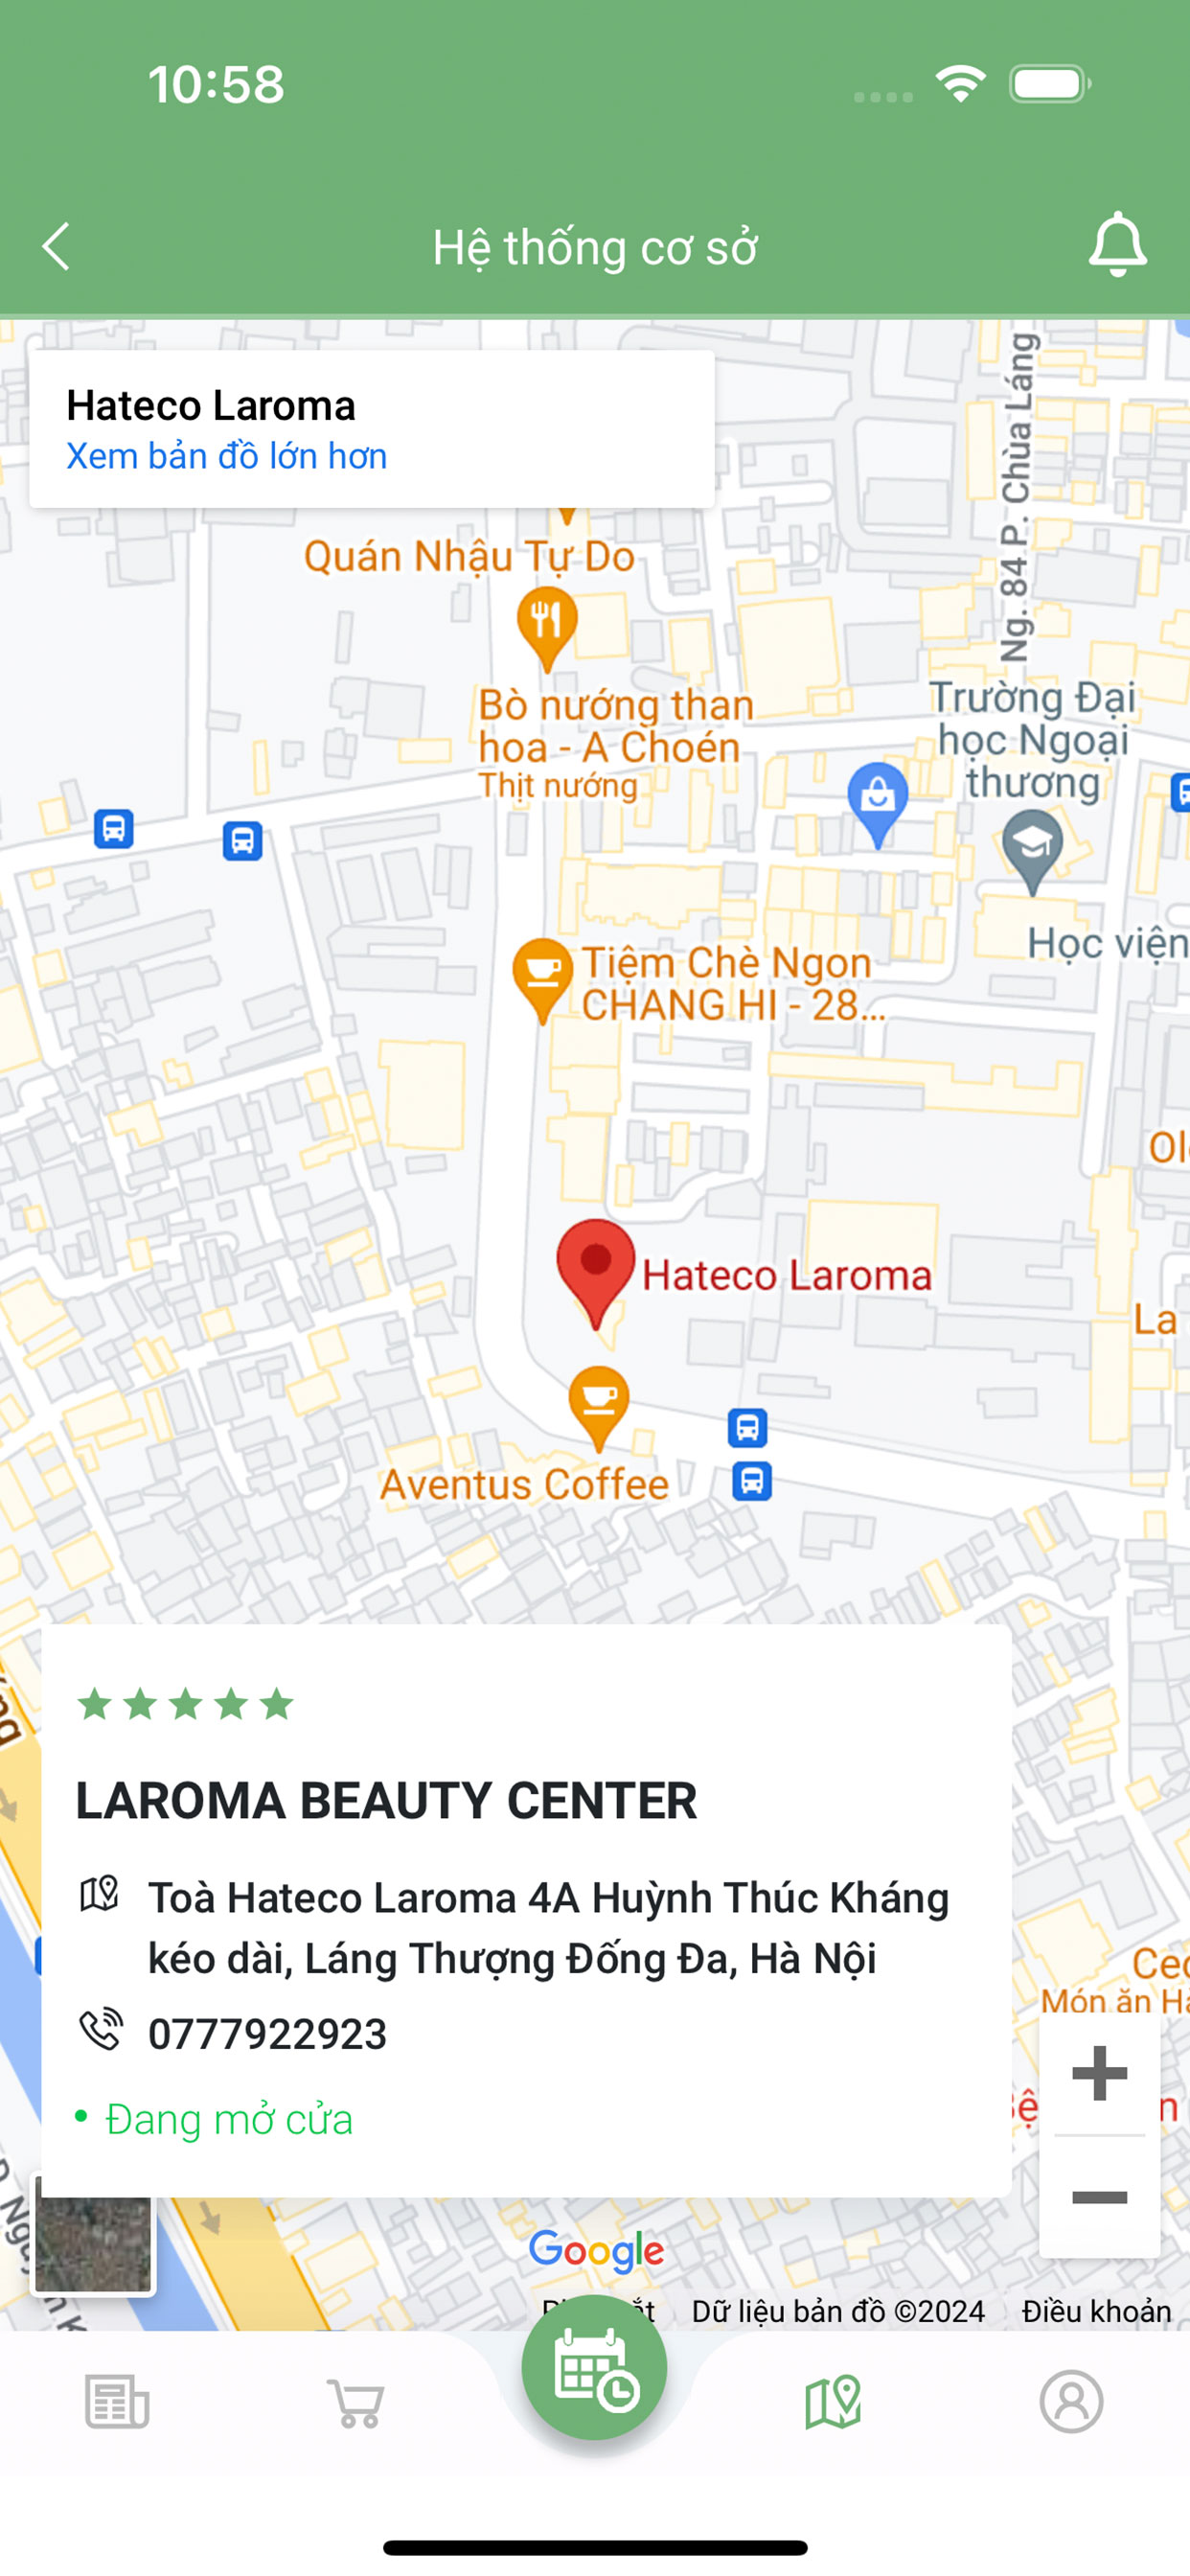 10:58
Hệ thống cơ sở
Hateco Laroma
Xem bản đồ lớn hơn
Ng. 84 P. Chùa Láng
Quán Nhậu Tự Do
Bò nướng than
hoa - A Choén
Thịt nướng
Trường Đại
học Ngoại
thương
Học viện
Tiệm Chè Ngon
CHANG HI - 28...
Hateco Laroma
La
Aventus Coffee
LAROMA BEAUTY CENTER
Toà Hateco Laroma 4A Huỳnh Thúc Kháng
kéo dài, Láng Thượng Đống Đa, Hà Nội
0777922923
Đang mở cửa
Món ăn
Google
Dữ liệu bản đồ ©2024
Điều khoản